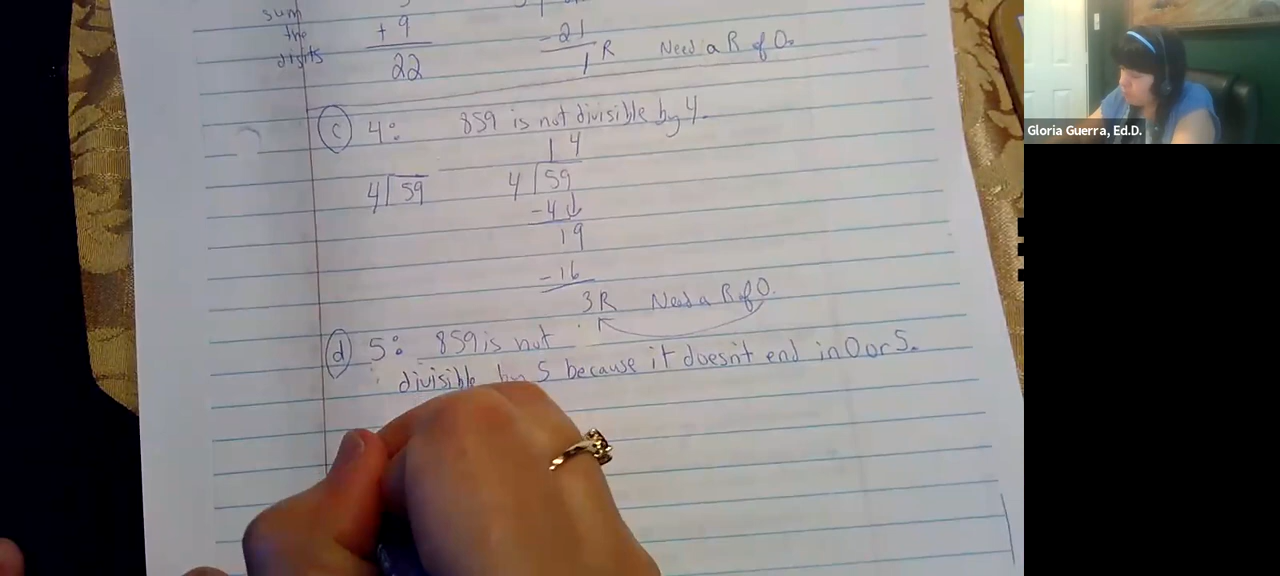 sum
the
digits
+ 9
22
- 21
1 R Need a R of 0.
c 4: 859 is not divisible by 4.
4 59
1 4
4 59
- 4
19
- 16
3 R Need a R of 0.
d 5: 859 is not
divisible by 5 because it doesn't end in 0 or 5.
Gloria Guerra, Ed.D.